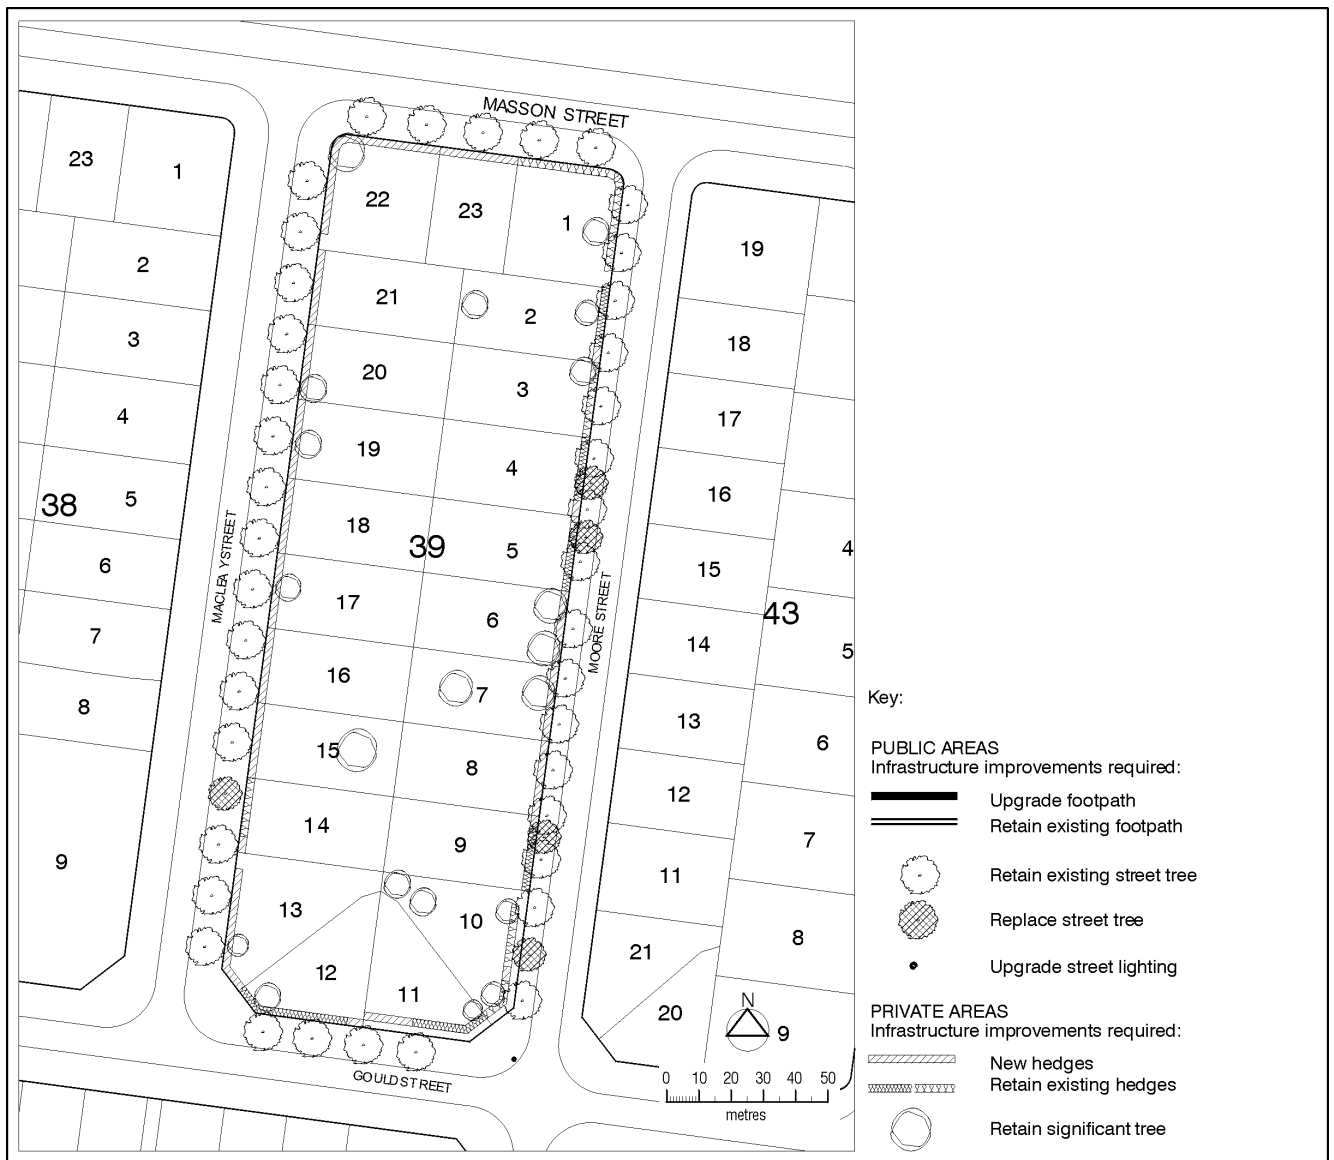 MASSON STREET
23
1
22
23
1
2
19
21
2
3
18
20
3
4
17
19
4
16
38
5
18
39
5
4
MACLEA YSTREET
6
15
17
6
MOORE STREET
43
7
14
5
16
7
8
13
6
15
8
12
14
9
7
9
11
13
10
21
8
12
11
20
N
9
GOULD STREET
0 10 20 30 40 50
metres
Key:
PUBLIC AREAS
Infrastructure improvements required:
Upgrade footpath
Retain existing footpath
Retain existing street tree
Replace street tree
Upgrade street lighting
PRIVATE AREAS
Infrastructure improvements required:
New hedges
Retain existing hedges
Retain significant tree